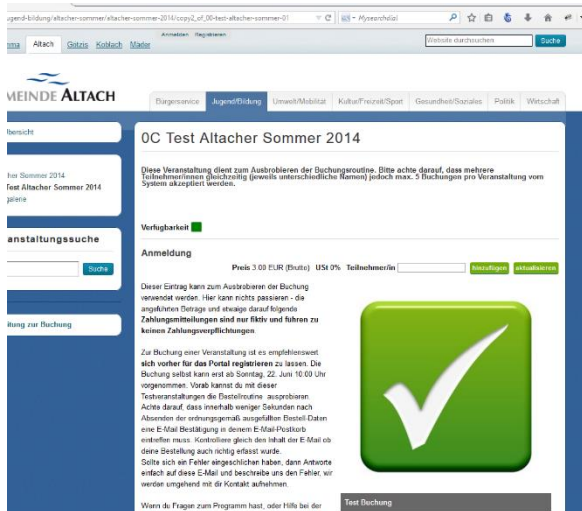 ugend-bildung/altacher-sommer/altacher-sommer-2014/copy2_of_00-test-altacher-sommer-01
Mysearchdial
Anmelden Registrieren
Altach Götzis Koblach Mäder
Website durchsuchen
Suche
MEINDE ALTACH
Bürgerservice Jugend/Bildung Umwelt/Mobilität Kultur/Freizeit/Sport Gesundheit/Soziales Politik Wirtschaft
Übersicht
0C Test Altacher Sommer 2014
Diese Veranstaltung dient zum Ausbrobieren der Buchungsroutine. Bitte achte darauf, dass mehrere
Teilnehmer/innen gleichzeitig (jeweils unterschiedliche Namen) jedoch max. 5 Buchungen pro Veranstaltung vom
System akzeptiert werden.
her Sommer 2014
Test Altacher Sommer 2014
galerie
Verfügbarkeit
anstaltungssuche
Suche
Anmeldung
Preis 3.00 EUR (Brutto) USt 0% Teilnehmer/in
hinzufügen aktualisieren
itung zur Buchung
Dieser Eintrag kann zum Ausbrobieren der Buchung
verwendet werden. Hier kann nichts passieren - die
angeführten Beträge und etwaige darauf folgende
Zahlungsmitteilungen sind nur fiktiv und führen zu
keinen Zahlungsverpflichtungen.
Zur Buchung einer Veranstaltung ist es empfehlenswert
sich vorher für das Portal registrieren zu lassen. Die
Buchung selbst kann erst ab Sonntag, 22. Juni 10:00 Uhr
vorgenommen. Vorab kannst du mit dieser
Testveranstaltungen die Bestellroutine ausprobieren.
Achte darauf, dass innerhalb weniger Sekunden nach
Absenden der ordnungsgemäß ausgefüllten Bestell-Daten
eine E-Mail Bestätigung in deinem E-Mail-Postkorb
eintreffen muss. Kontrolliere gleich den Inhalt der E-Mail ob
deine Bestellung auch richtig erfasst wurde.
Sollte sich ein Fehler eingeschlichen haben, dann Antworte
einfach auf diese E-Mail und beschreibe uns den Fehler, wir
werden umgehend mit dir Kontakt aufnehmen.
Wenn du Fragen zum Programm hast, oder Hilfe bei der
Test Buchung